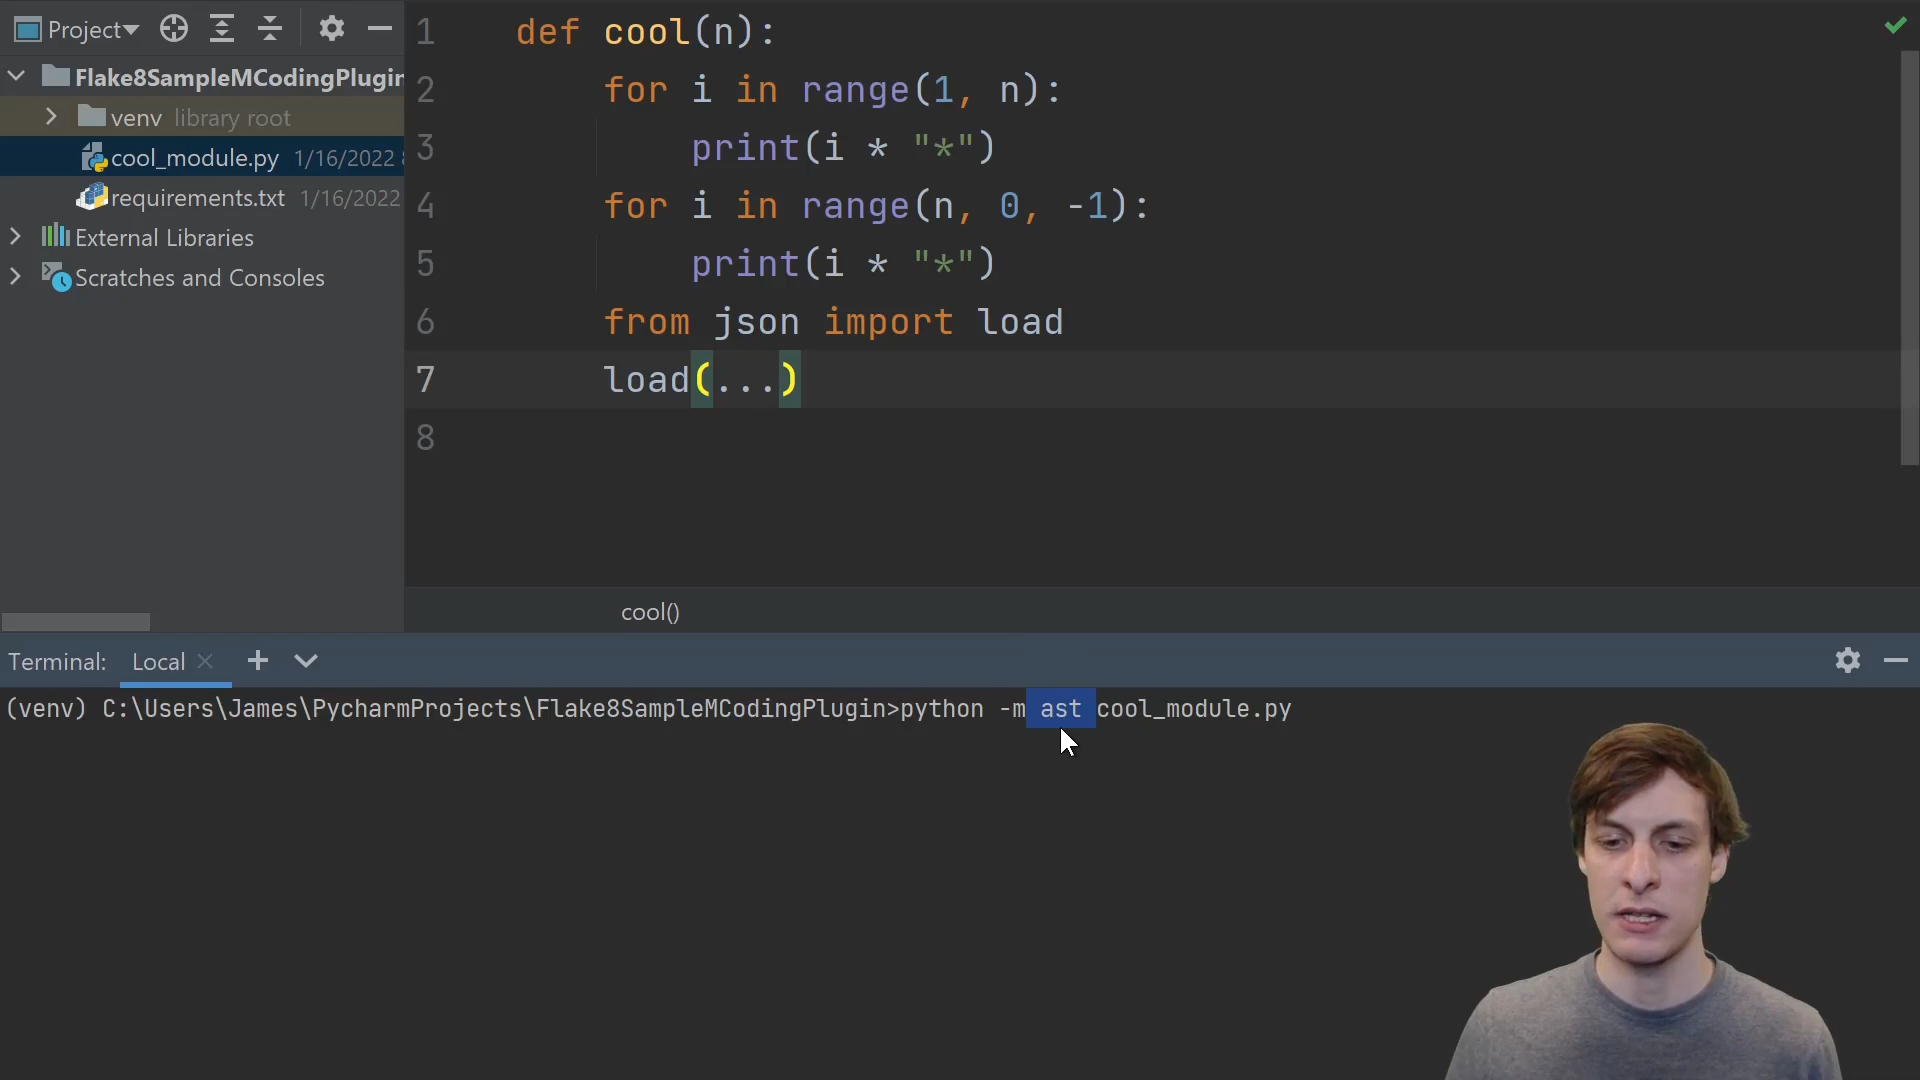 Project
Flake8SampleMCodingPlugin
venv library root
cool_module.py 1/16/2022 8
requirements.txt 1/16/2022
External Libraries
Scratches and Consoles
1 def cool(n):
2 for i in range(1, n):
3 print(i * "*")
4 for i in range(n, 0, -1):
5 print(i * "*")
6 from json import load
7 load(...)
8
cool()
Terminal: Local
(venv) C:\Users\James\PycharmProjects\Flake8SampleMCodingPlugin>python -m ast cool_module.py